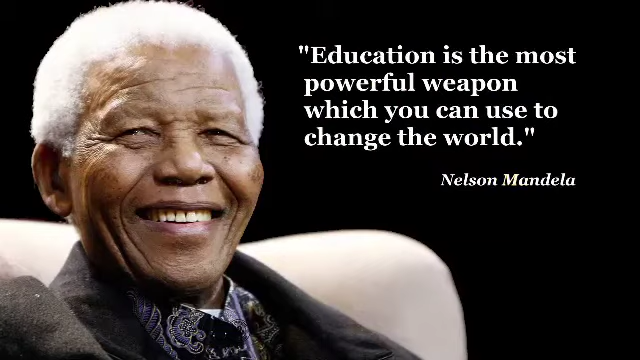 "Education is the most
powerful weapon
which you can use to
change the world."
Nelson Mandela